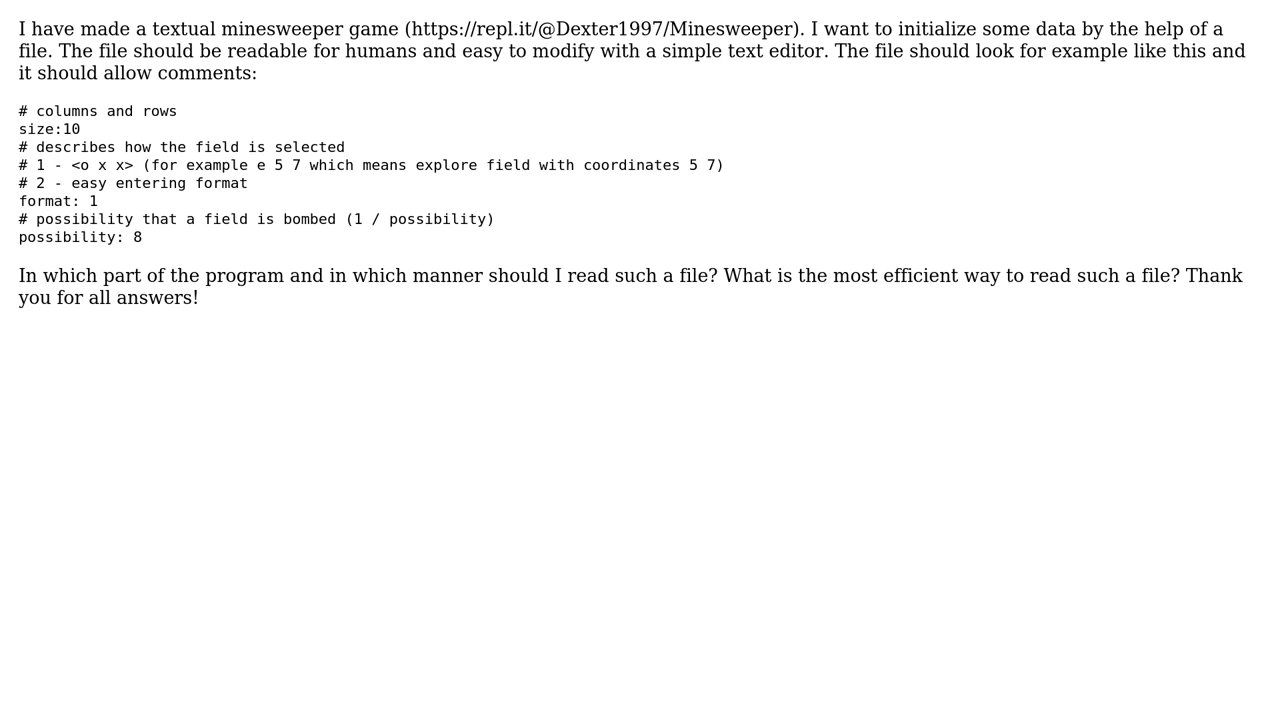 I have made a textual minesweeper game (https://repl.it/@Dexter1997/Minesweeper). I want to initialize some data by the help of a
file. The file should be readable for humans and easy to modify with a simple text editor. The file should look for example like this and
it should allow comments:
# columns and rows
size:10
# describes how the field is selected
# 1 - <o x x> (for example e 5 7 which means explore field with coordinates 5 7)
# 2 - easy entering format
format: 1
# possibility that a field is bombed (1 / possibility)
possibility: 8
In which part of the program and in which manner should I read such a file? What is the most efficient way to read such a file? Thank
you for all answers!